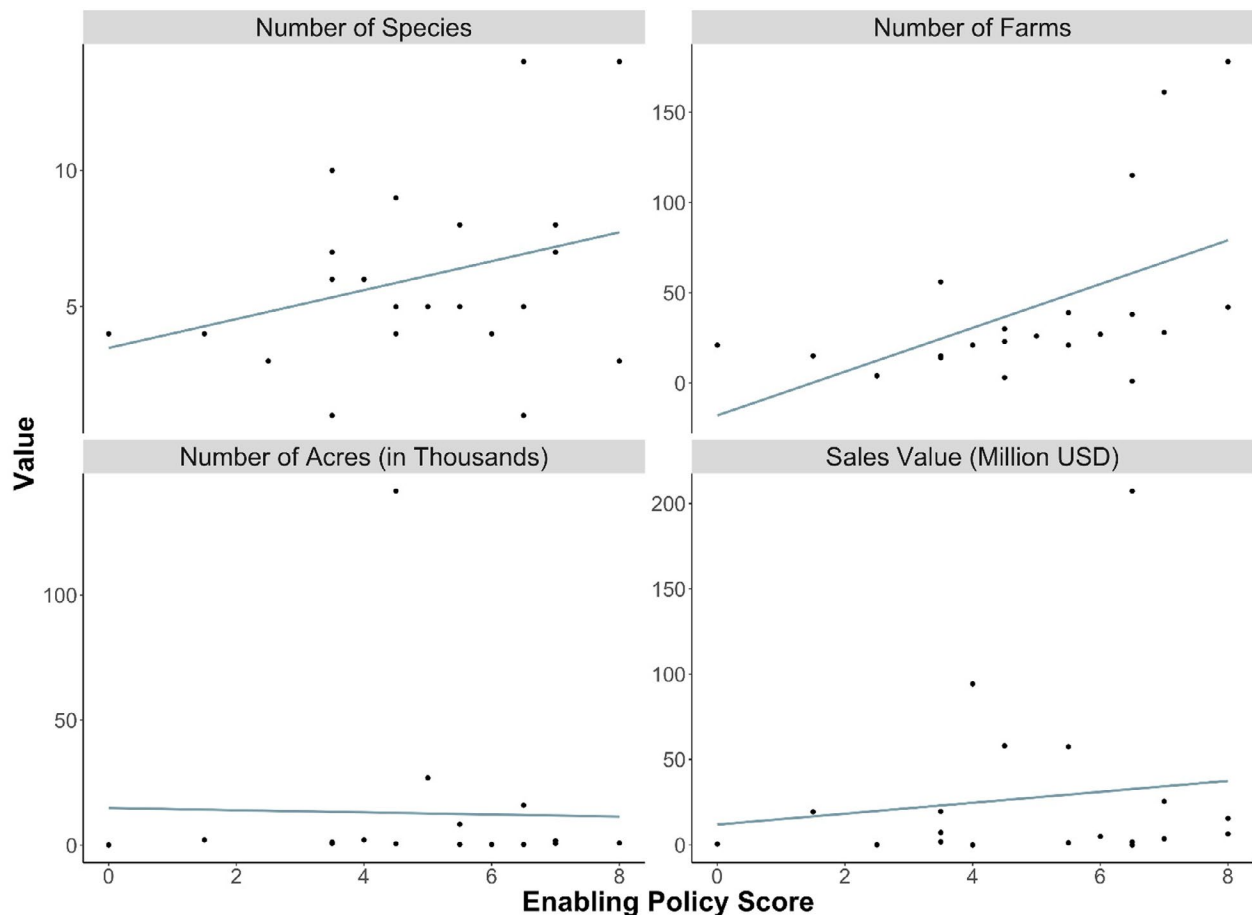 Number of Species
Number of Farms
10
5
150
100
50
0
Number of Acres (in Thousands)
Sales Value (Million USD)
100
50
0
200
150
100
50
0
0 2 4 6 8
0 2 4 6 8
Value
Enabling Policy Score